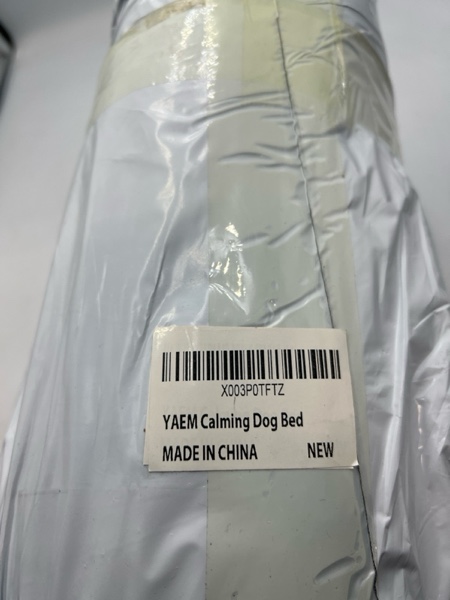 X003P0TFTZ
YAEM Calming Dog Bed
MADE IN CHINA NEW